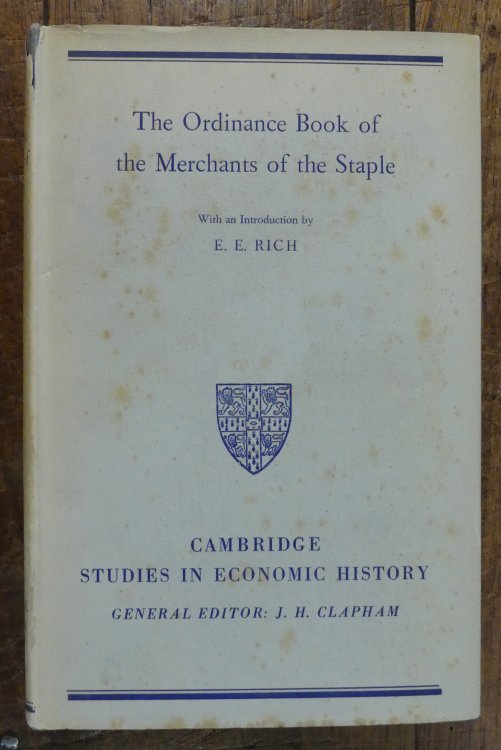 The Ordinance Book of
the Merchants of the Staple
With an Introduction by
E. E. RICH
CAMBRIDGE
STUDIES IN ECONOMIC HISTORY
GENERAL EDITOR: J. H. CLAPHAM